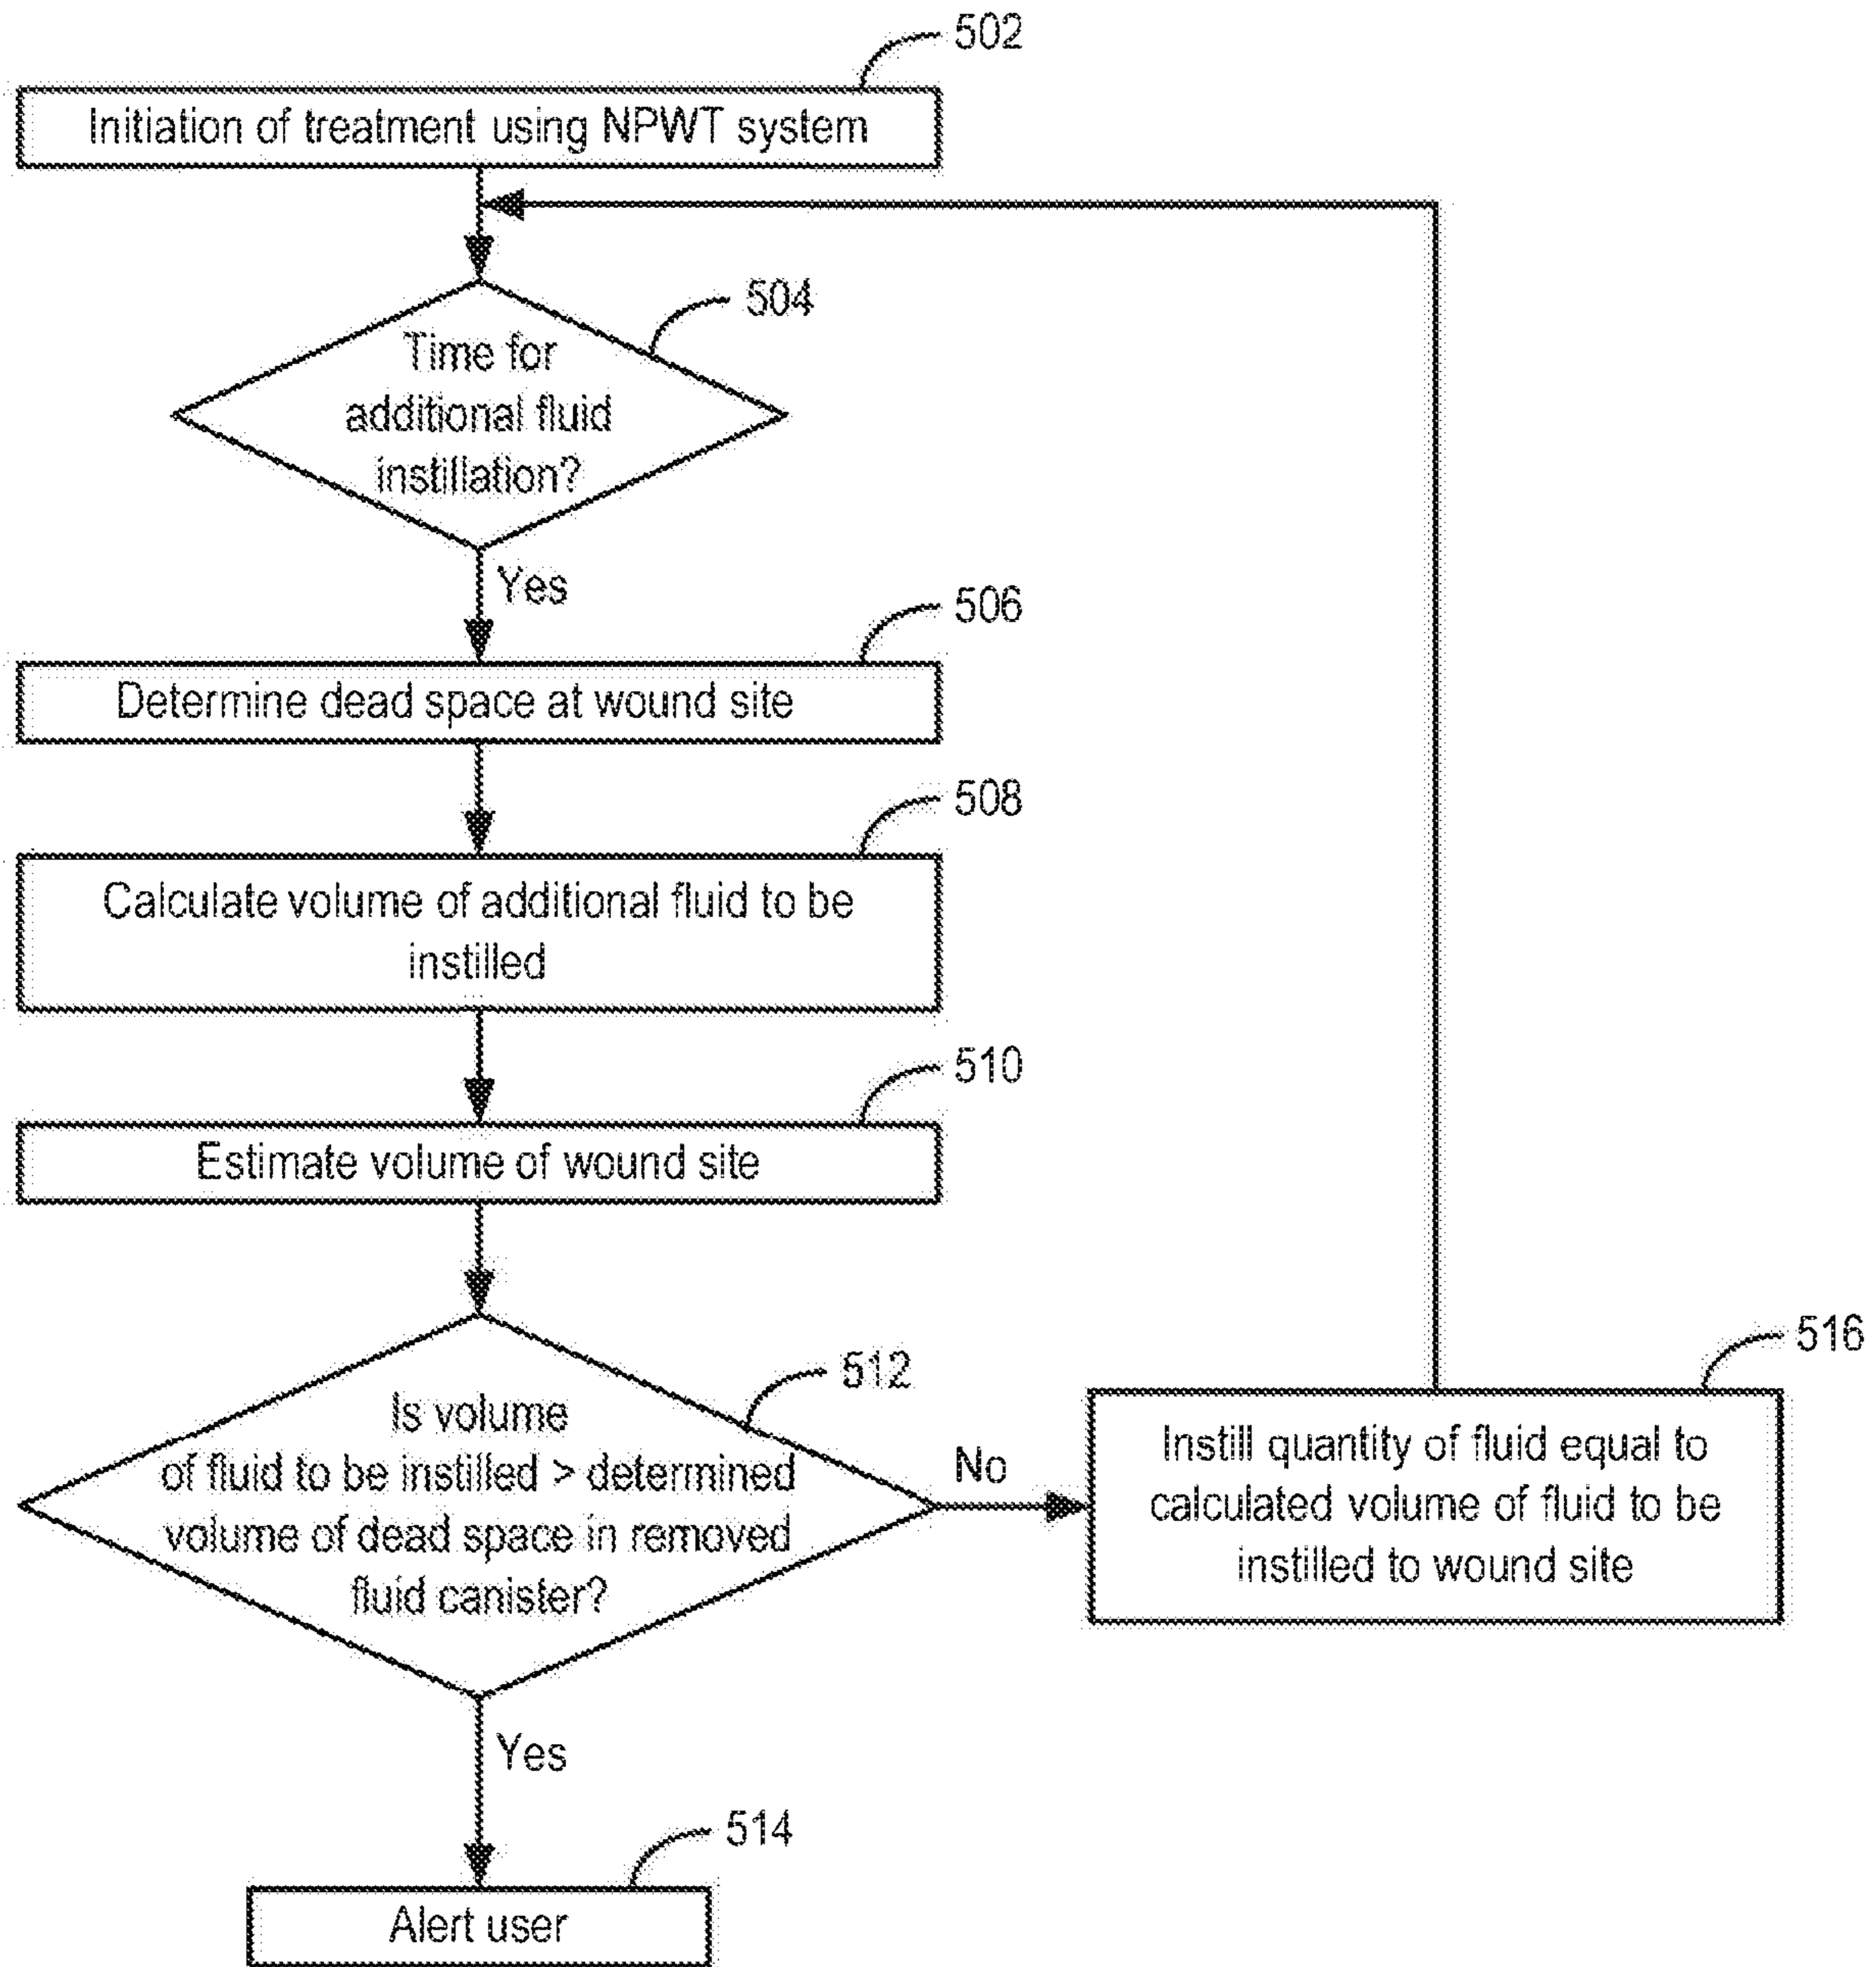 502
Initiation of treatment using NPWT system
504
Time for
additional fluid
instillation?
Yes
506
Determine dead space at wound site
508
Calculate volume of additional fluid to be
instilled
510
Estimate volume of wound site
512
Is volume
of fluid to be instilled > determined
volume of dead space in removed
fluid canister?
No
516
Instill quantity of fluid equal to
calculated volume of fluid to be
instilled to wound site
Yes
514
Alert user